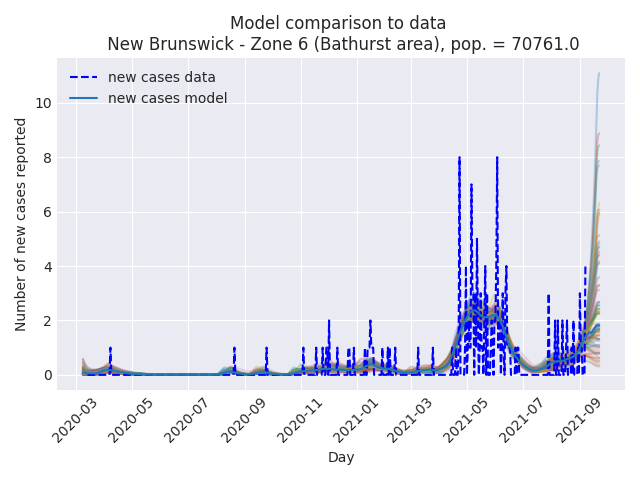 Model comparison to data
New Brunswick - Zone 6 (Bathurst area), pop. = 70761.0
new cases data
new cases model
Number of new cases reported
10
8
6
4
2
0
2020-03
2020-05
2020-07
2020-09
2020-11
2021-01
2021-03
2021-05
2021-07
2021-09
Day